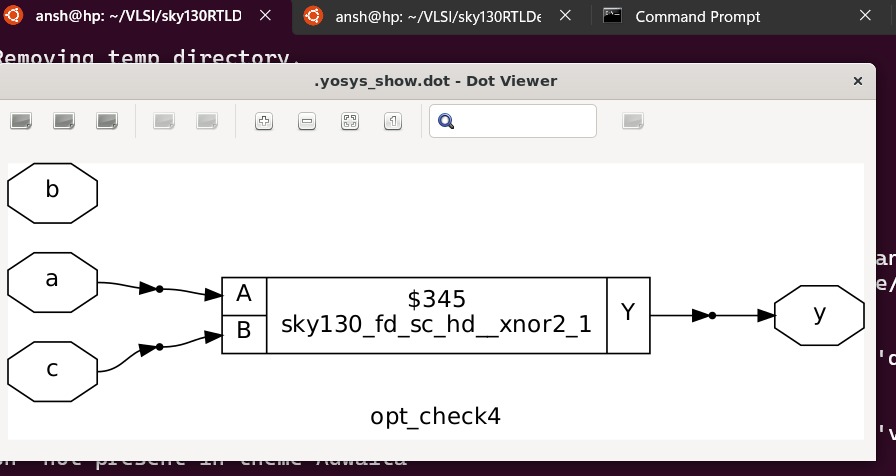 ansh@hp: ~/VLSI/sky130RTLD
ansh@hp: ~/VLSI/sky130RTLDe
Command Prompt
Removing temp directory.
.yosys_show.dot - Dot Viewer
b
a
A
$345
sky130_fd_sc_hd__xnor2_1
Y
y
B
c
opt_check4
not present in theme Adwaita